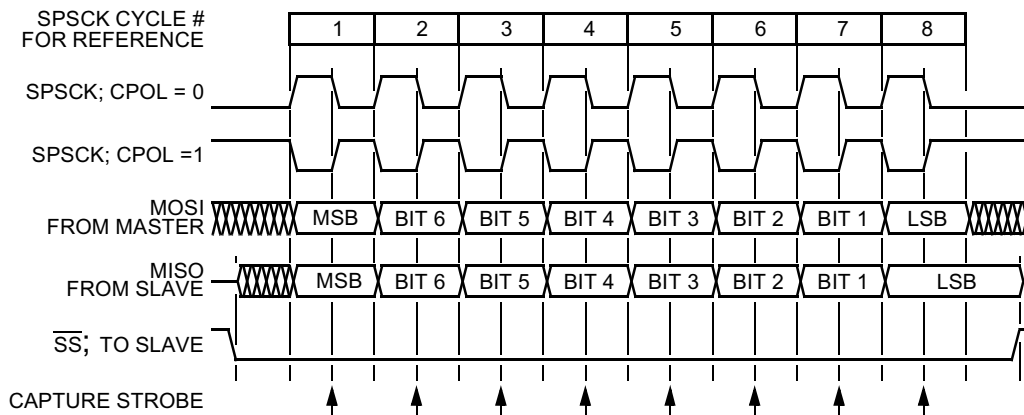 SPSCK CYCLE #
FOR REFERENCE
1 2 3 4 5 6 7 8
SPSCK; CPOL = 0
SPSCK; CPOL =1
MOSI
FROM MASTER
MSB BIT 6 BIT 5 BIT 4 BIT 3 BIT 2 BIT 1 LSB
MISO
FROM SLAVE
MSB BIT 6 BIT 5 BIT 4 BIT 3 BIT 2 BIT 1 LSB
SS; TO SLAVE
CAPTURE STROBE